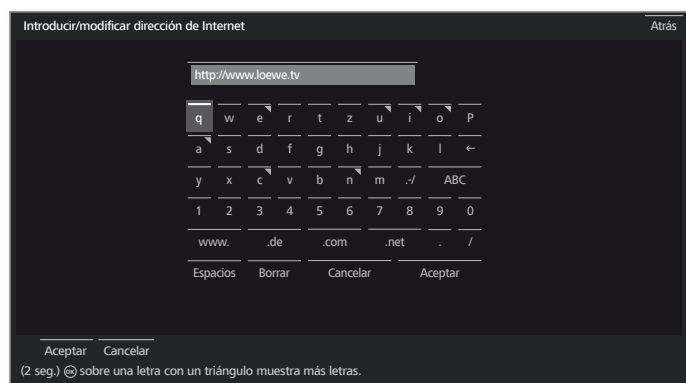 Introducir/modificar dirección de Internet Atrás
http://www.loewe.tv
q w e r t z u i o P
a s d f g h j k l ←
y x c v b n m .-/ ABC
1 2 3 4 5 6 7 8 9 0
www. .de .com .net . /
Espacios Borrar Cancelar Aceptar
Aceptar Cancelar
(2 seg.) OK sobre una letra con un triángulo muestra más letras.